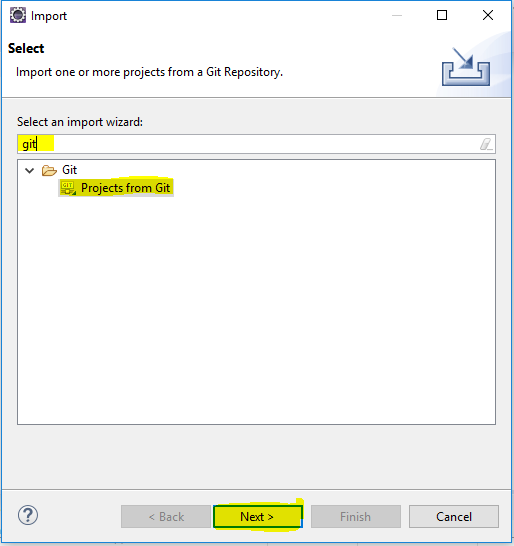 Import
Select
Import one or more projects from a Git Repository.
Select an import wizard:
git
Git
GIT
Projects from Git
?
< Back
Next >
Finish
Cancel